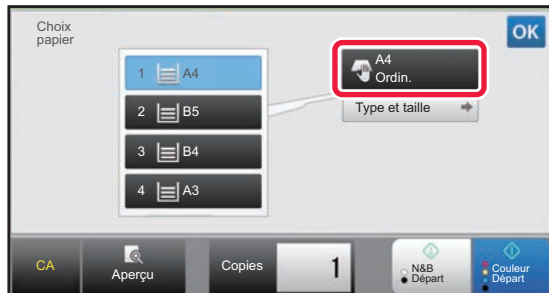 Choix
papier
OK
1 A4
2 B5
3 B4
4 A3
A4
Ordin.
Type et taille
CA
Aperçu
Copies
1
N&B
Départ
Couleur
Départ